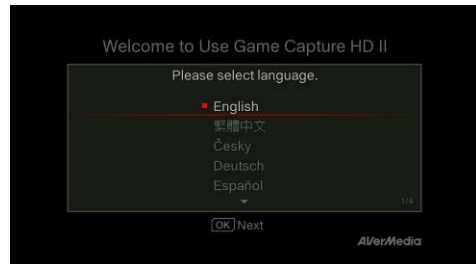 Welcome to Use Game Capture HD II
Please select language.
English
繁體中文
Česky
Deutsch
Español
1/4
OK Next
AVerMedia